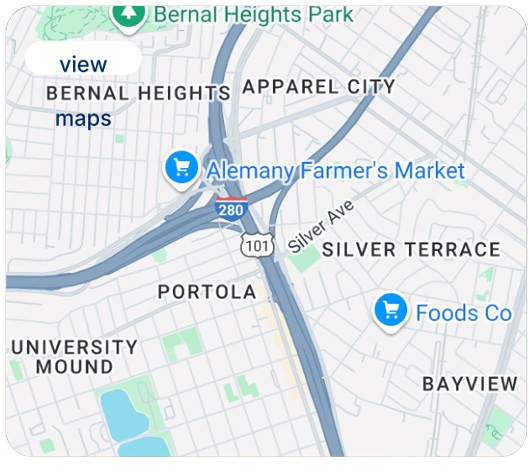 Bernal Heights Park
view
maps
BERNAL HEIGHTS
APPAREL CITY
Alemany Farmer's Market
280
101
Silver Ave
SILVER TERRACE
PORTOLA
Foods Co
UNIVERSITY
MOUND
BAYVIEW